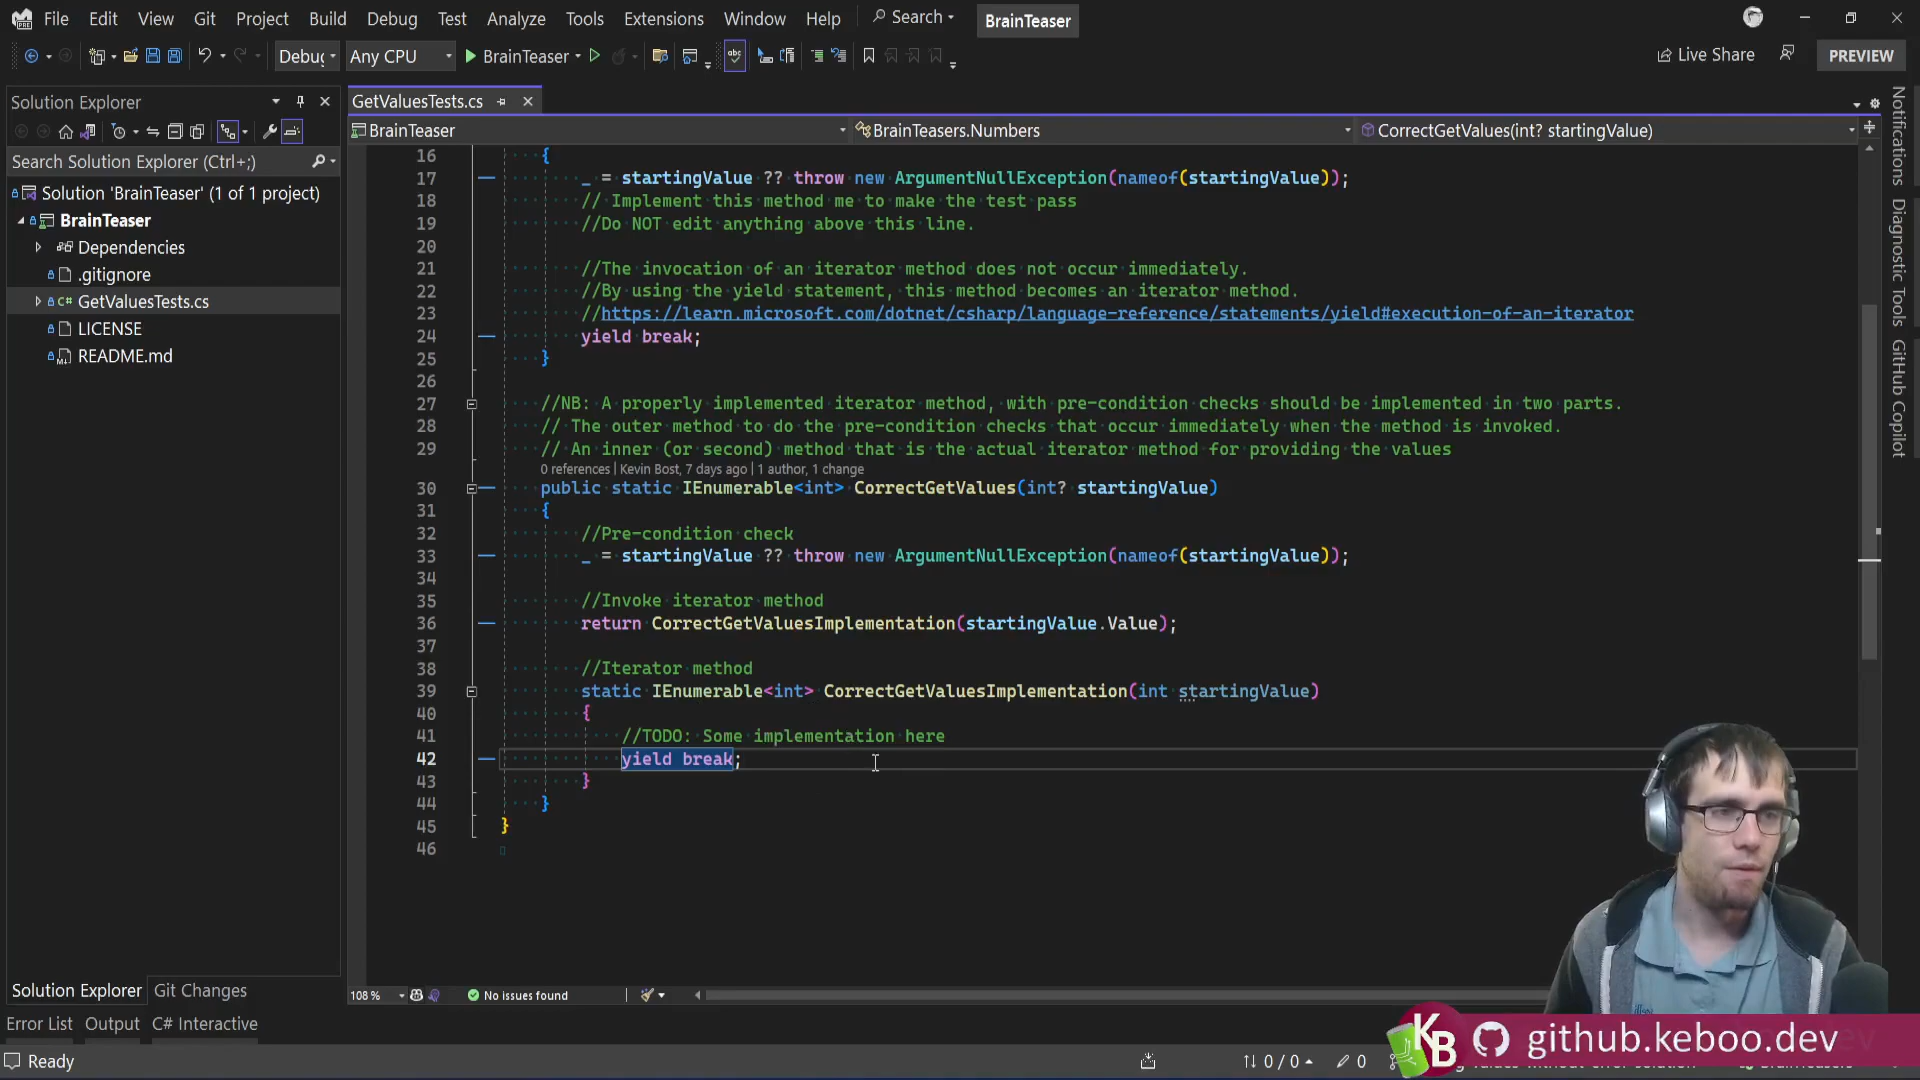 File Edit View Git Project Build Debug Test Analyze Tools Extensions Window Help Search BrainTeaser
Debug Any CPU BrainTeaser Live Share PREVIEW
Solution Explorer
Search Solution Explorer (Ctrl+;)
Solution 'BrainTeaser' (1 of 1 project)
BrainTeaser
Dependencies
.gitignore
C# GetValuesTests.cs
LICENSE
README.md
Solution Explorer Git Changes
GetValuesTests.cs
BrainTeaser BrainTeasers.Numbers CorrectGetValues(int? startingValue)
16 {
17 _ = startingValue ?? throw new ArgumentNullException(nameof(startingValue));
18 // Implement this method me to make the test pass
19 //Do NOT edit anything above this line.
20
21 //The invocation of an iterator method does not occur immediately.
22 //By using the yield statement, this method becomes an iterator method.
23 //https://learn.microsoft.com/dotnet/csharp/language-reference/statements/yield#execution-of-an-iterator
24 yield break;
25 }
26
27 //NB: A properly implemented iterator method, with pre-condition checks should be implemented in two parts.
28 // The outer method to do the pre-condition checks that occur immediately when the method is invoked.
29 // An inner (or second) method that is the actual iterator method for providing the values
0 references | Kevin Bost, 7 days ago | 1 author, 1 change
30 public static IEnumerable<int> CorrectGetValues(int? startingValue)
31 {
32 //Pre-condition check
33 _ = startingValue ?? throw new ArgumentNullException(nameof(startingValue));
34
35 //Invoke iterator method
36 return CorrectGetValuesImplementation(startingValue.Value);
37
38 //Iterator method
39 static IEnumerable<int> CorrectGetValuesImplementation(int startingValue)
40 {
41 //TODO: Some implementation here
42 yield break;
43 }
44 }
45 }
46
108 % No issues found
Notifications
Diagnostic Tools
GitHub Copilot
Error List Output C# Interactive
Ready 0 / 0 0
KB github.keboo.dev